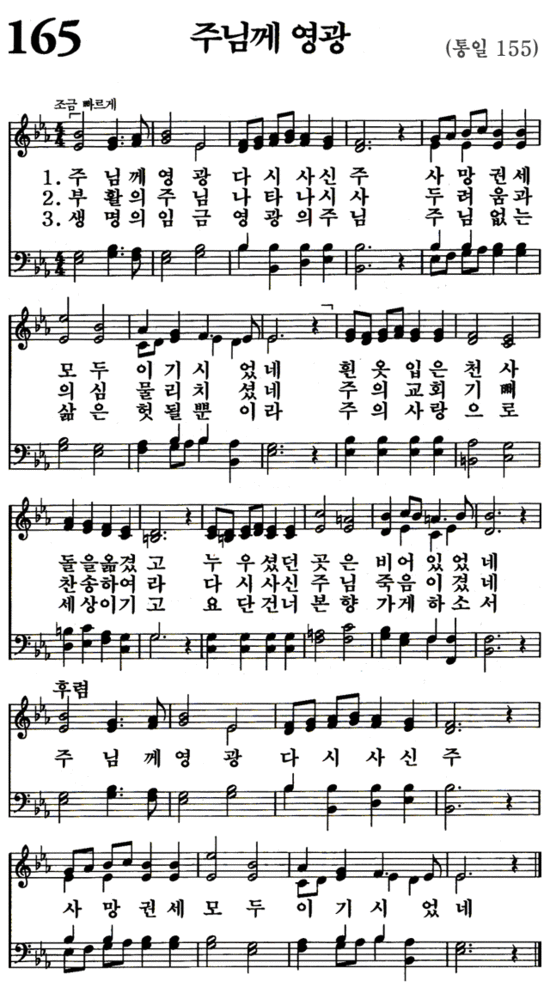 165 주님께 영광 (통일 155)
조금 빠르게
1. 주 님 께 영 광 다 시 사 신 주 사 망 권 세
2. 부 활 의 주 님 나 타 나 시 사 두 려 움 과
3. 생 명 의 임 금 영 광 의 주 님 주 님 없 는
모 두 이 기 시 었 네 흰 옷 입 은 천 사
의 심 물 리 치 셨 네 주 의 교 회 기 뻐
삶 은 헛 될 뿐 이 라 주 의 사 랑 으 로
돌 을 옮 겼 고 누 우 셨 던 곳 은 비 어 있 었 네
찬 송 하 여 라 다 시 사 신 주 님 죽 음 이 겼 네
세 상 이 기 고 요 단 건 너 본 향 가 게 하 소 서
후렴
주 님 께 영 광 다 시 사 신 주
사 망 권 세 모 두 이 기 시 었 네